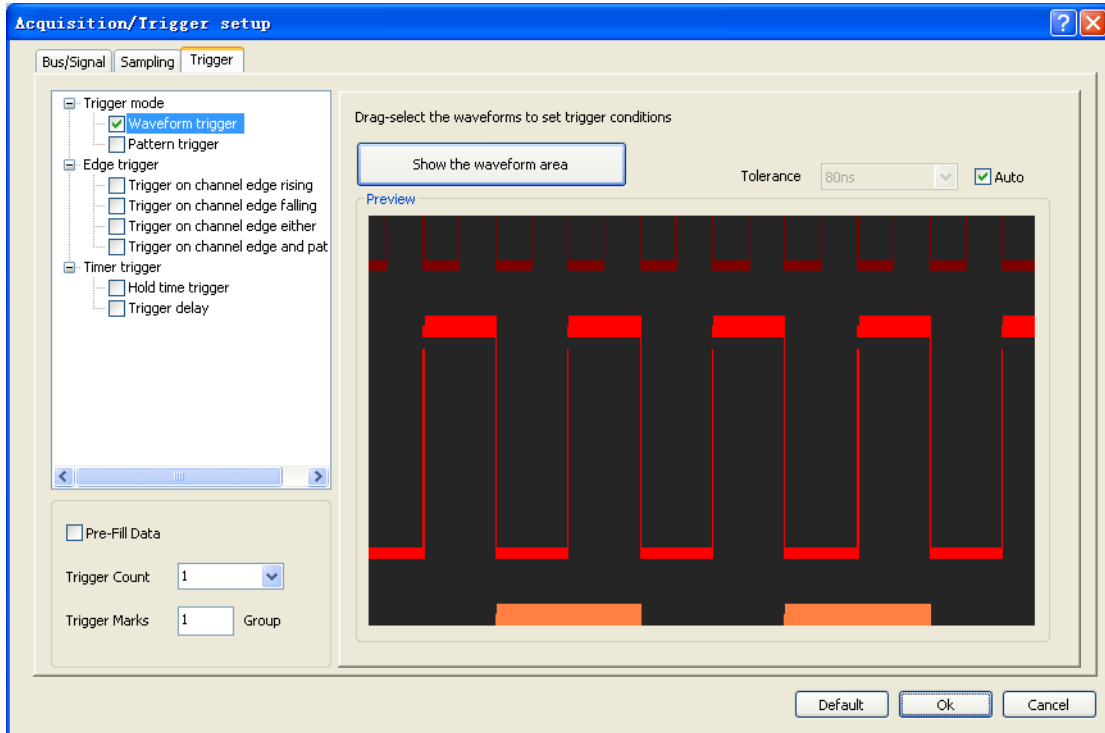 Acquisition/Trigger setup
Bus/Signal Sampling Trigger
Trigger mode
Waveform trigger
Pattern trigger
Edge trigger
Trigger on channel edge rising
Trigger on channel edge falling
Trigger on channel edge either
Trigger on channel edge and pat
Timer trigger
Hold time trigger
Trigger delay
Pre-Fill Data
Trigger Count 1
Trigger Marks 1 Group
Drag-select the waveforms to set trigger conditions
Show the waveform area
Tolerance 80ns Auto
Preview
Default Ok Cancel